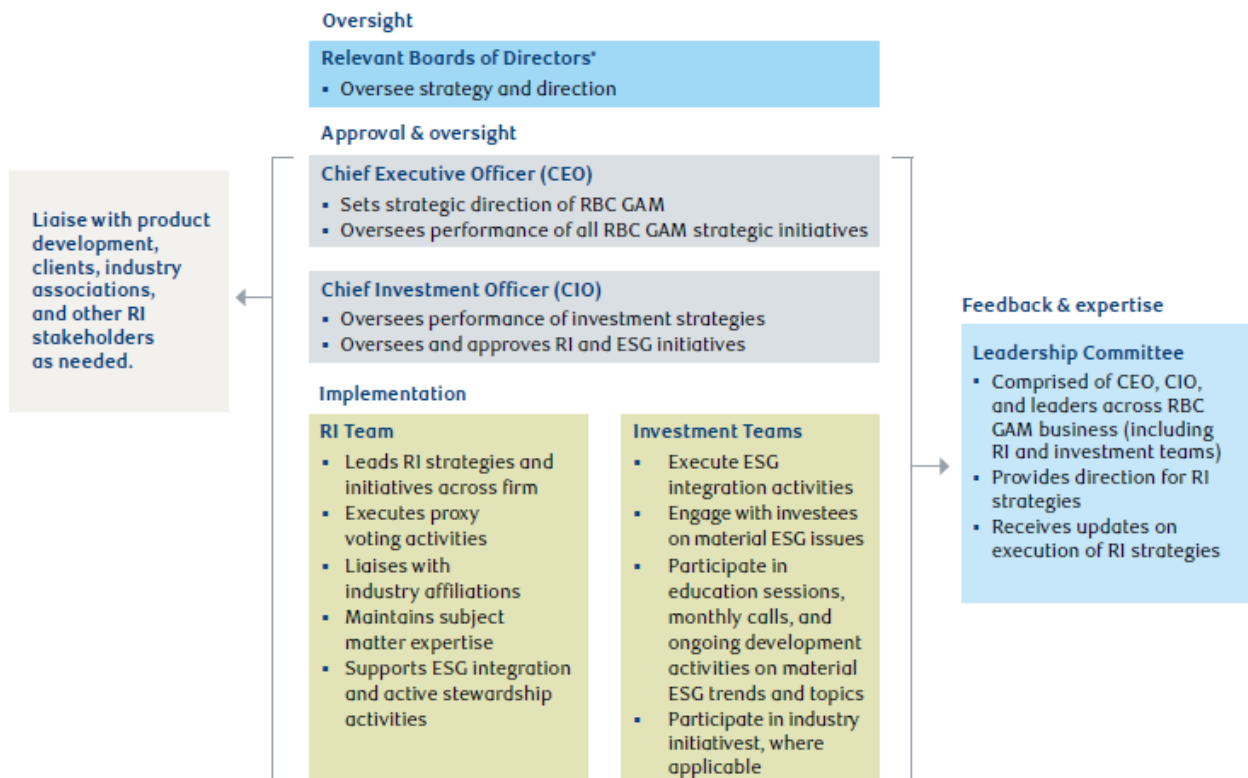 Oversight
Relevant Boards of Directors*
▪ Oversee strategy and direction
Approval & oversight
Chief Executive Officer (CEO)
▪ Sets strategic direction of RBC GAM
▪ Oversees performance of all RBC GAM strategic initiatives
Chief Investment Officer (CIO)
▪ Oversees performance of investment strategies
▪ Oversees and approves RI and ESG initiatives
Liaise with product
development,
clients, industry
associations,
and other RI
stakeholders
as needed.
Implementation
RI Team
▪ Leads RI strategies and
initiatives across firm
▪ Executes proxy
voting activities
▪ Liaises with
industry affiliations
▪ Maintains subject
matter expertise
▪ Supports ESG integration
and active stewardship
activities
Investment Teams
▪ Execute ESG
integration activities
▪ Engage with investees
on material ESG issues
▪ Participate in
education sessions,
monthly calls, and
ongoing development
activities on material
ESG trends and topics
▪ Participate in industry
initiativest, where
applicable
Feedback & expertise
Leadership Committee
▪ Comprised of CEO, CIO,
and leaders across RBC
GAM business (including
RI and investment teams)
▪ Provides direction for RI
strategies
▪ Receives updates on
execution of RI strategies